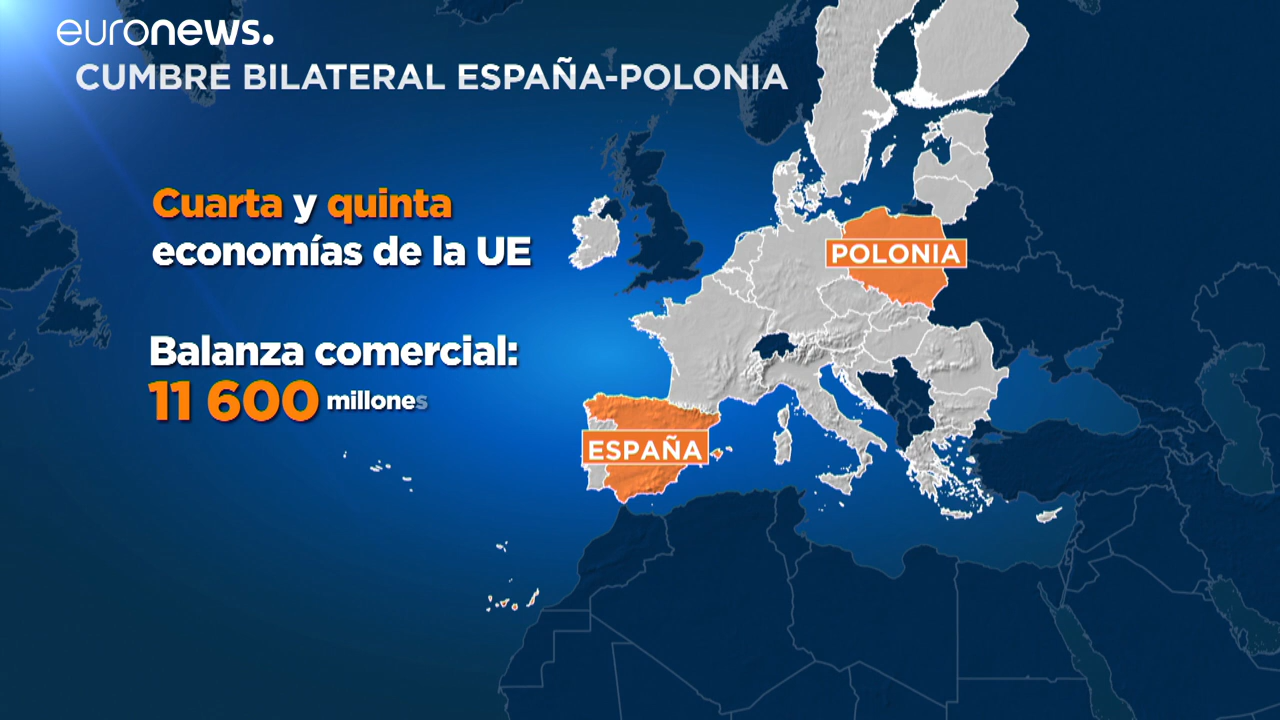 euronews.
CUMBRE BILATERAL ESPAÑA-POLONIA
Cuarta y quinta
economías de la UE
Balanza comercial:
11 600 millones
POLONIA
ESPAÑA